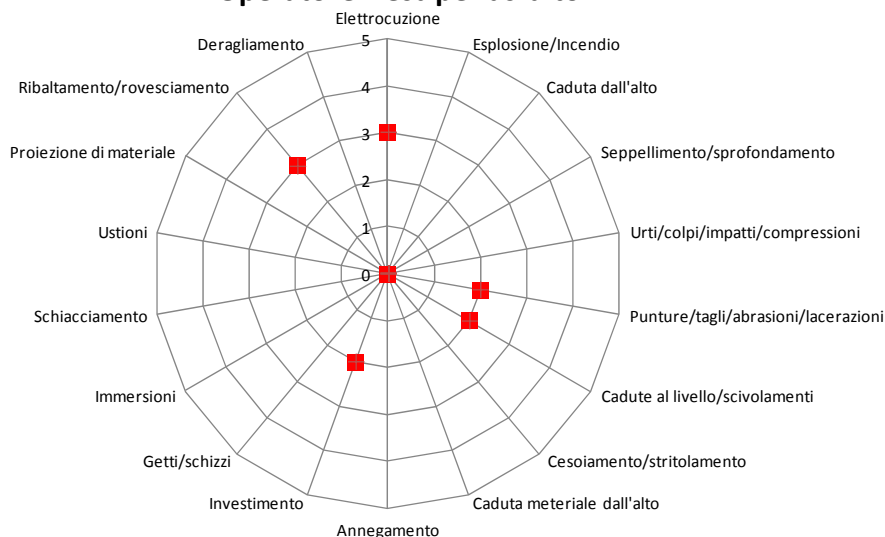 Elettrocuzione
Deragliamento
Esplosione/Incendio
Ribaltamento/rovesciamento
Caduta dall'alto
Proiezione di materiale
Seppellimento/sprofondamento
Ustioni
Urti/colpi/impatti/compressioni
Schiacciamento
Punture/tagli/abrasioni/lacerazioni
Immersioni
Cadute al livello/scivolamenti
Getti/schizzi
Cesoiamento/stritolamento
Investimento
Caduta meteriale dall'alto
Annegamento
5
4
3
2
1
0